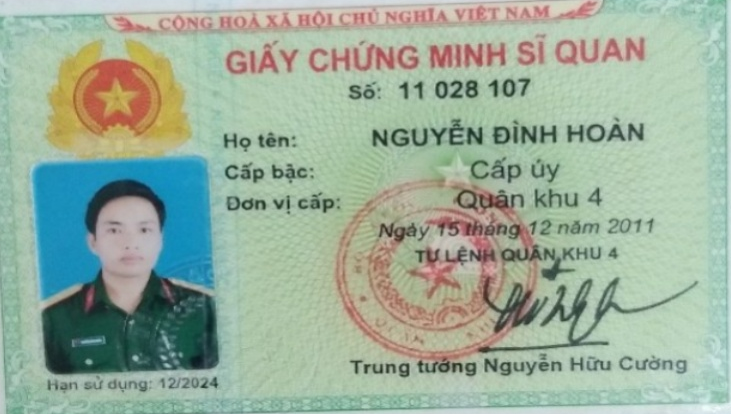 CỘNG HOÀ XÃ HỘI CHỦ NGHĨA VIỆT NAM
GIẤY CHỨNG MINH SĨ QUAN
Số: 11 028 107
Họ tên: NGUYỄN ĐÌNH HOÀN
Cấp bậc: Cấp úy
Đơn vị cấp: Quân khu 4
Ngày 15 tháng 12 năm 2011
TƯ LỆNH QUÂN KHU 4
Trung tướng Nguyễn Hữu Cường
Hạn sử dụng: 12/2024